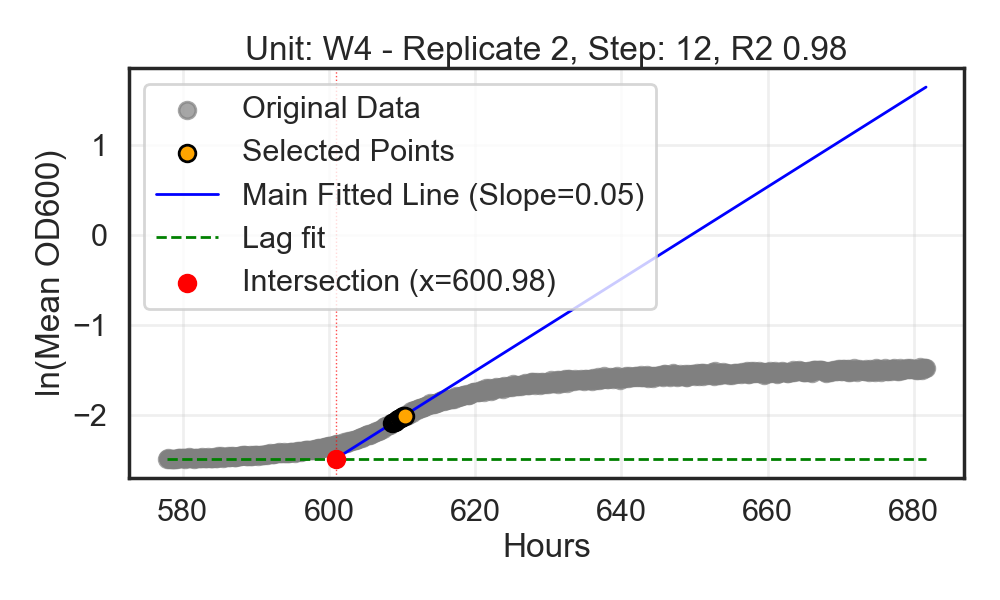 Unit: W4 - Replicate 2, Step: 12, R2 0.98
Original Data
Selected Points
Main Fitted Line (Slope=0.05)
Lag fit
Intersection (x=600.98)
ln(Mean OD600)
1
0
−1
−2
580 600 620 640 660 680
Hours